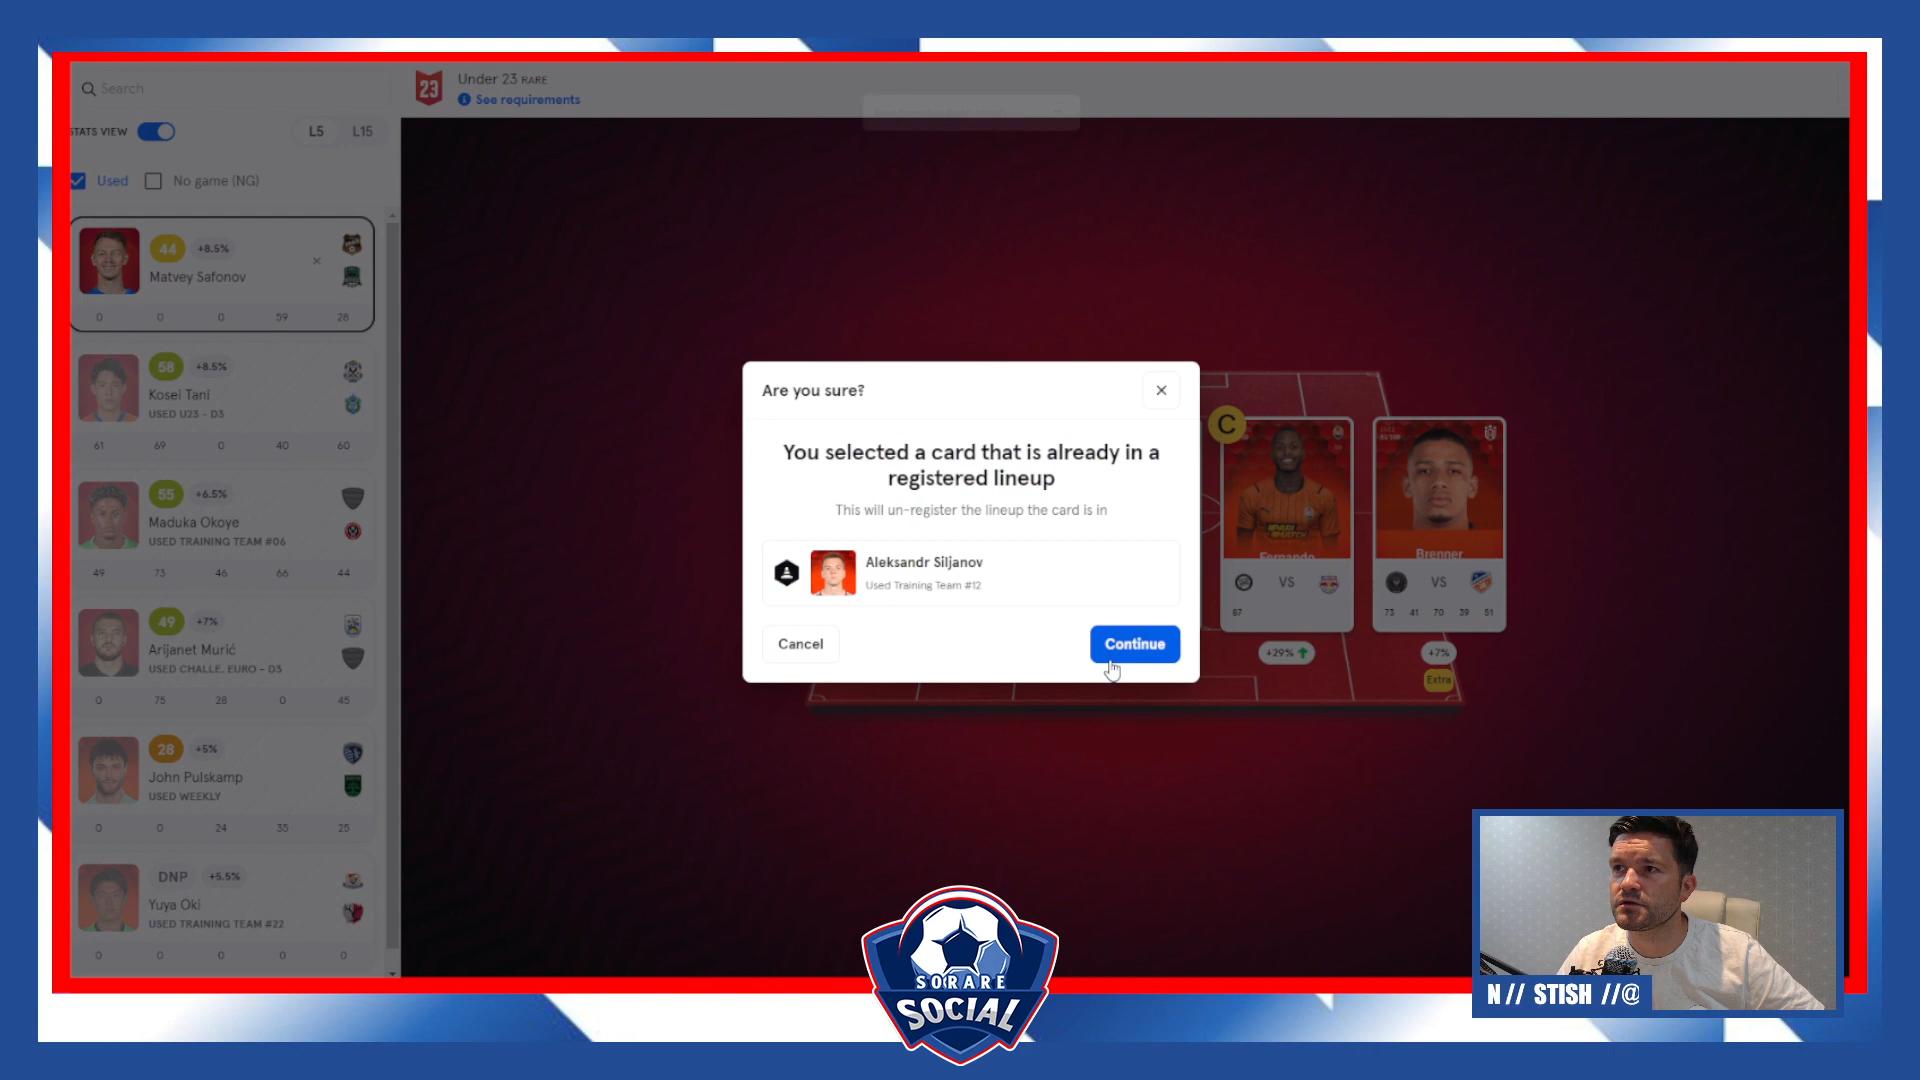 Search
Under 23 RARE
See requirements
STATS VIEW
L5
L15
Used
No game (NG)
44
+8.5%
Matvey Safonov
0 0 0 59 28
58
+8.5%
Kosei Tani
USED U23 - D3
61 69 0 40 60
55
+6.5%
Maduka Okoye
USED TRAINING TEAM #06
49 73 46 66 44
49
+7%
Arijanet Murić
USED CHALLE. EURO - D3
0 75 28 0 45
28
+5%
John Pulskamp
USED WEEKLY
0 0 24 35 25
DNP
+5.5%
Yuya Oki
USED TRAINING TEAM #22
0 0 0 0 0
Are you sure?
You selected a card that is already in a
registered lineup
This will un-register the lineup the card is in
Aleksandr Siljanov
Used Training Team #12
Cancel
Continue
C
Fernando
VS
67
+29%
Brenner
VS
73 41 70 39 51
+7%
Extra
SORARE
SOCIAL
N // STISH //@